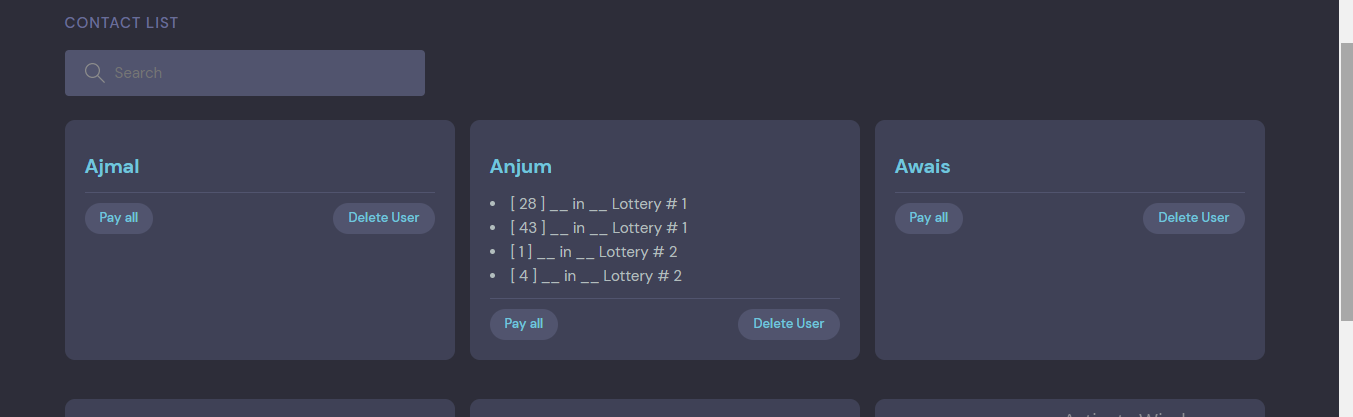 CONTACT LIST
Search
Ajmal
Pay all
Delete User
Anjum
[ 28 ] __ in __ Lottery # 1
[ 43 ] __ in __ Lottery # 1
[ 1 ] __ in __ Lottery # 2
[ 4 ] __ in __ Lottery # 2
Pay all
Delete User
Awais
Pay all
Delete User